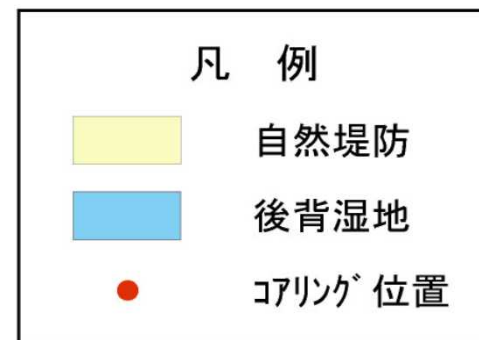 凡　例
自然堤防
後背湿地
ｺｱﾘﾝｸﾞ位置